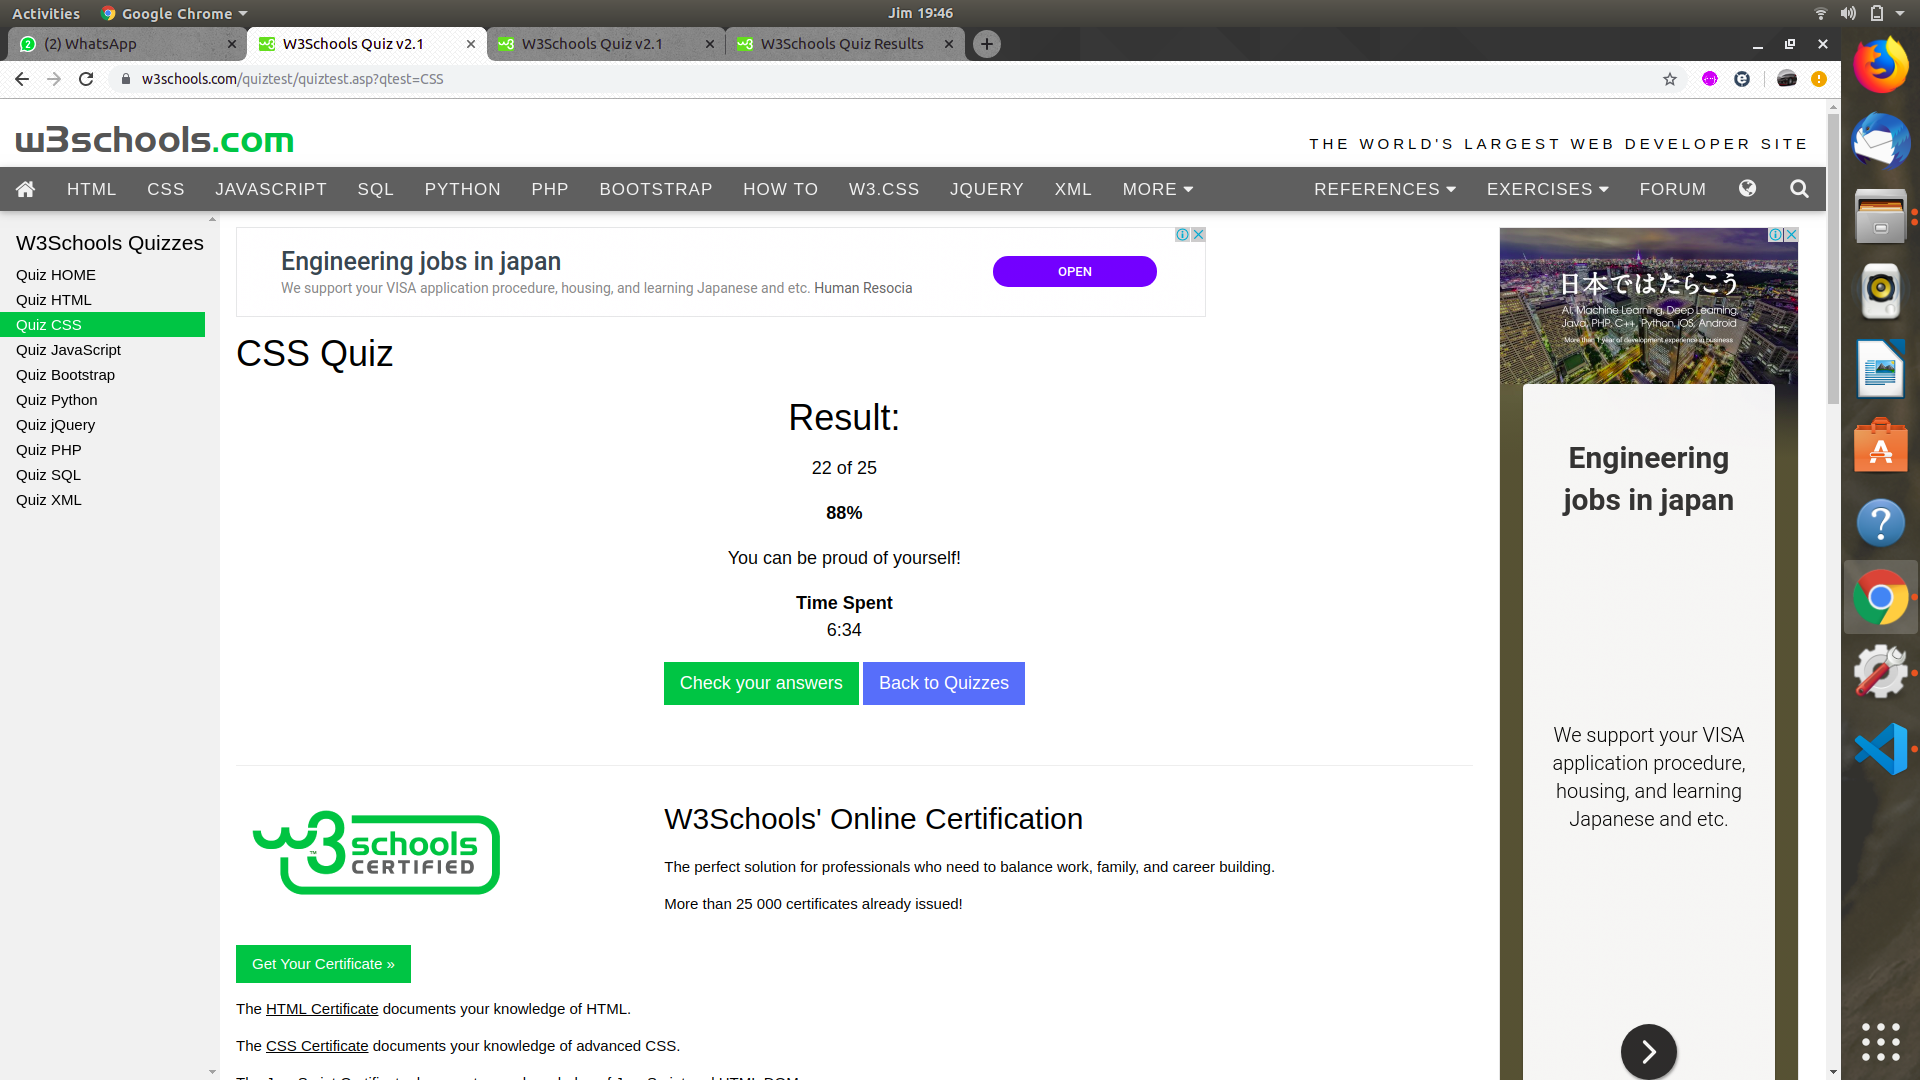 Activities
Google Chrome
Jim 19:46
(2) WhatsApp
W3Schools Quiz v2.1
W3Schools Quiz v2.1
W3Schools Quiz Results
w3schools.com/quiztest/quiztest.asp?qtest=CSS
w3schools.com
THE WORLD'S LARGEST WEB DEVELOPER SITE
HTML CSS JAVASCRIPT SQL PYTHON PHP BOOTSTRAP HOW TO W3.CSS JQUERY XML MORE REFERENCES EXERCISES FORUM
W3Schools Quizzes
Quiz HOME
Quiz HTML
Quiz CSS
Quiz JavaScript
Quiz Bootstrap
Quiz Python
Quiz jQuery
Quiz PHP
Quiz SQL
Quiz XML
Engineering jobs in japan
We support your VISA application procedure, housing, and learning Japanese and etc. Human Resocia
OPEN
CSS Quiz
Result:
22 of 25
88%
You can be proud of yourself!
Time Spent
6:34
Check your answers
Back to Quizzes
schools
CERTIFIED
W3Schools' Online Certification
The perfect solution for professionals who need to balance work, family, and career building.
More than 25 000 certificates already issued!
Get Your Certificate »
The HTML Certificate documents your knowledge of HTML.
The CSS Certificate documents your knowledge of advanced CSS.
日本ではたらこう
AI, Machine Learning, Deep Learning,
Java, PHP, C++, Python, iOS, Android
*More than 1 year of development experience in business
Engineering
jobs in japan
We support your VISA
application procedure,
housing, and learning
Japanese and etc.